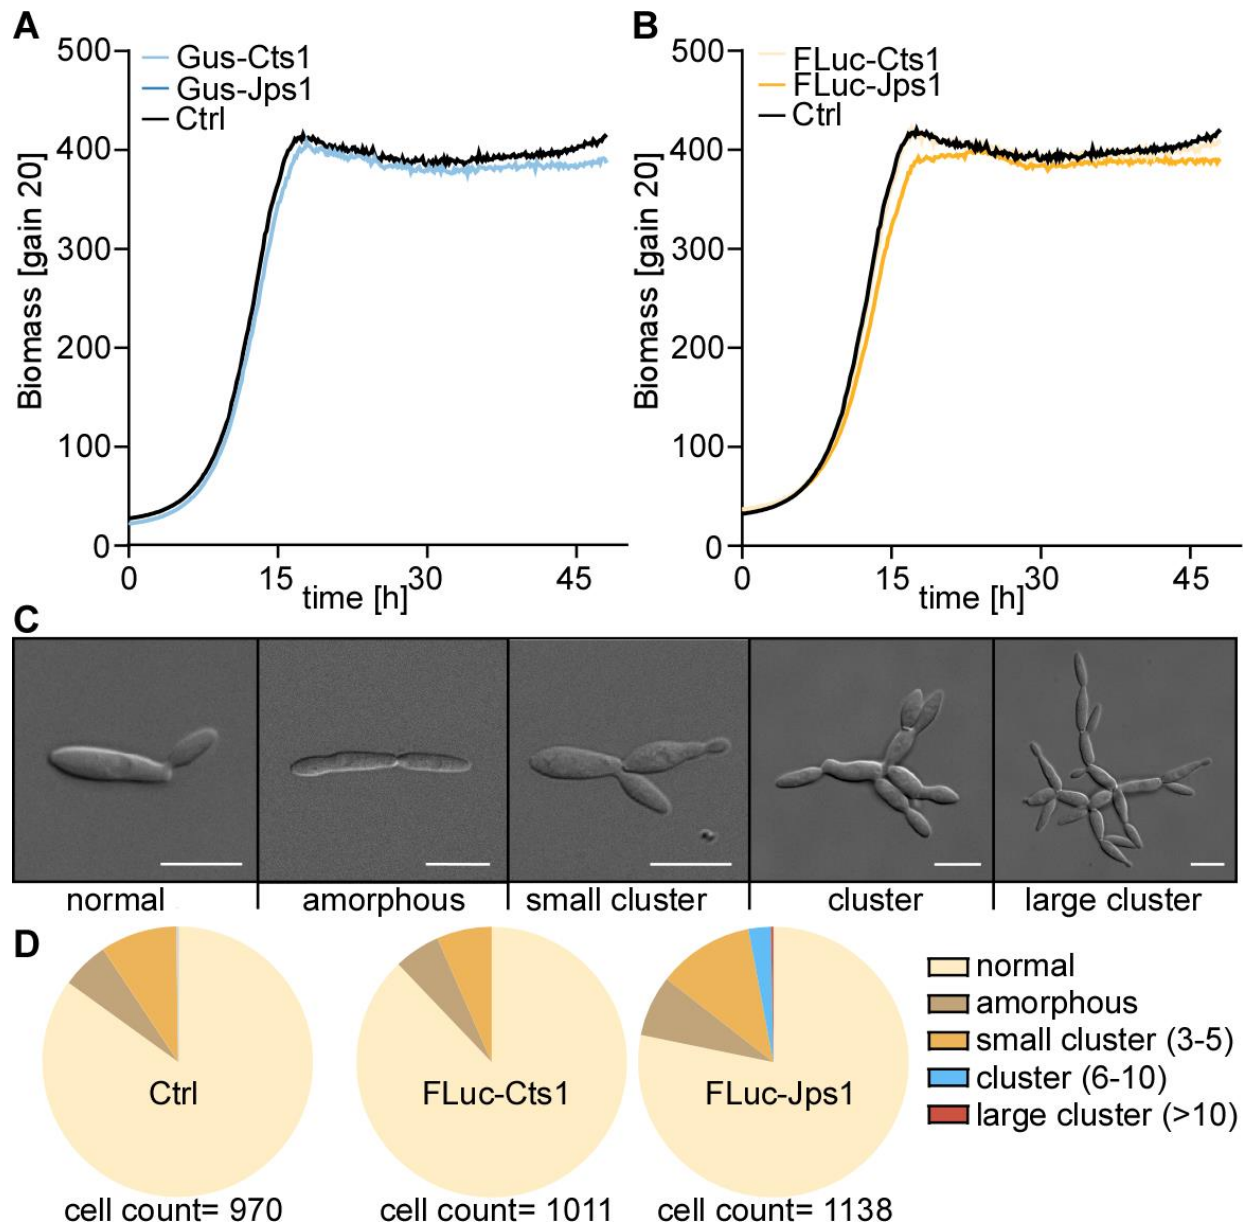 A
500
400
300
200
100
0
Biomass [gain 20]
Gus-Cts1
Gus-Jps1
Ctrl
0 15 30 45
time [h]
B
500
400
300
200
100
0
Biomass [gain 20]
FLuc-Cts1
FLuc-Jps1
Ctrl
0 15 30 45
time [h]
C
normal
amorphous
small cluster
cluster
large cluster
D
Ctrl
cell count= 970
FLuc-Cts1
cell count= 1011
FLuc-Jps1
cell count= 1138
normal
amorphous
small cluster (3-5)
cluster (6-10)
large cluster (>10)